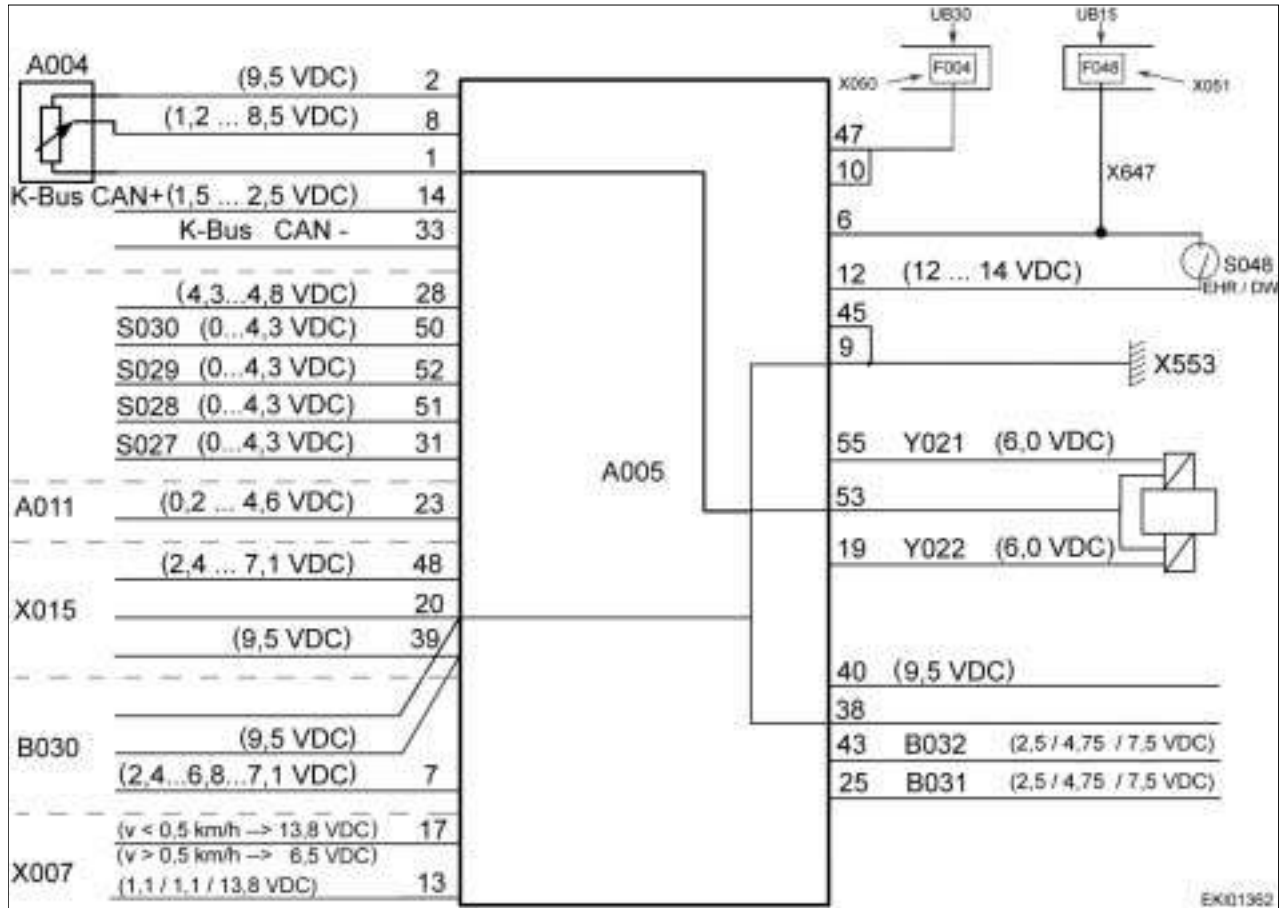 UB30 UB15
A004
F004 F048
X060 X051
(9,5 VDC) 2
(1,2 ... 8,5 VDC) 8
1
K-Bus CAN+(1,5 ... 2,5 VDC) 14
K-Bus CAN - 33
47
10
X647
6
12 (12 ... 14 VDC)
S048
EHR / DW
45
9
X553
(4,3...4,8 VDC) 28
S030 (0...4,3 VDC) 50
S029 (0...4,3 VDC) 52
S028 (0...4,3 VDC) 51
S027 (0...4,3 VDC) 31
A005
55 Y021 (6,0 VDC)
53
19 Y022 (6,0 VDC)
A011 (0,2 ... 4,6 VDC) 23
(2,4 ... 7,1 VDC) 48
X015 20
(9,5 VDC) 39
40 (9,5 VDC)
38
43 B032 (2,5 / 4,75 / 7,5 VDC)
25 B031 (2,5 / 4,75 / 7,5 VDC)
B030 (9,5 VDC)
(2,4...6,8...7,1 VDC) 7
(v < 0,5 km/h --> 13,8 VDC) 17
(v > 0,5 km/h --> 6,5 VDC)
X007
(1,1 / 1,1 / 13,8 VDC) 13
EKI01362